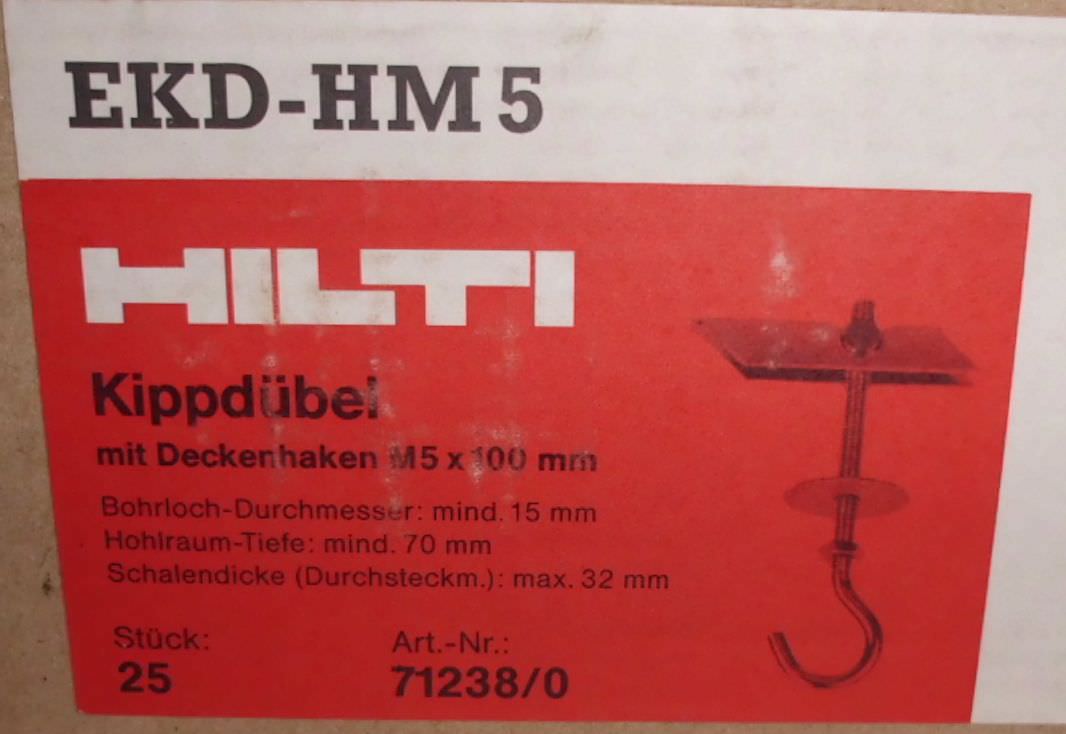 EKD-HM 5
HILTI
Kippdübel
mit Deckenhaken M5 x 100 mm
Bohrloch-Durchmesser: mind. 15 mm
Hohlraum-Tiefe: mind. 70 mm
Schalendicke (Durchsteckm.): max. 32 mm
Stück: Art.-Nr.:
25 71238/0